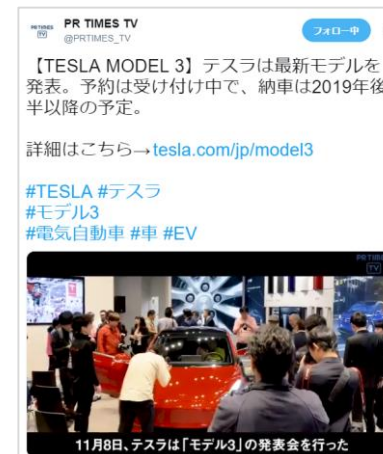 PR TIMES TV
@PRTIMES_TV
フォロー中
【TESLA MODEL 3】テスラは最新モデルを
発表。予約は受け付け中で、納車は2019年後
半以降の予定。
詳細はこちら→tesla.com/jp/model3
#TESLA #テスラ
#モデル3
#電気自動車 #車 #EV
PR TIMES
TV
11月8日、テスラは「モデル3」の発表会を行った